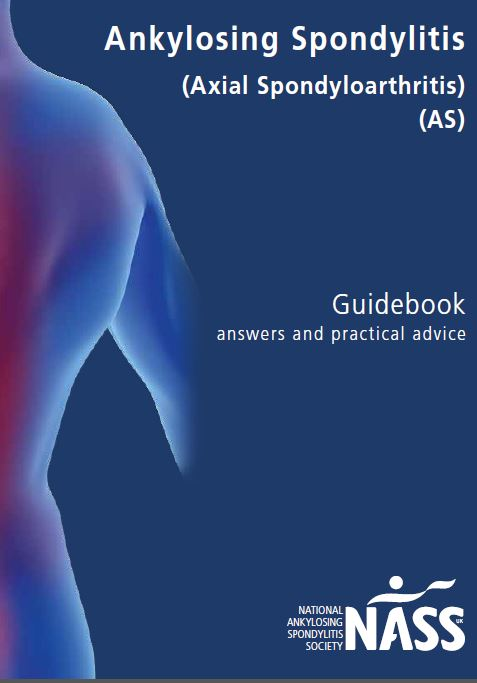 Ankylosing Spondylitis
(Axial Spondyloarthritis)
(AS)
Guidebook
answers and practical advice
NATIONAL
ANKYLOSING
SPONDYLITIS
SOCIETY
NASS UK